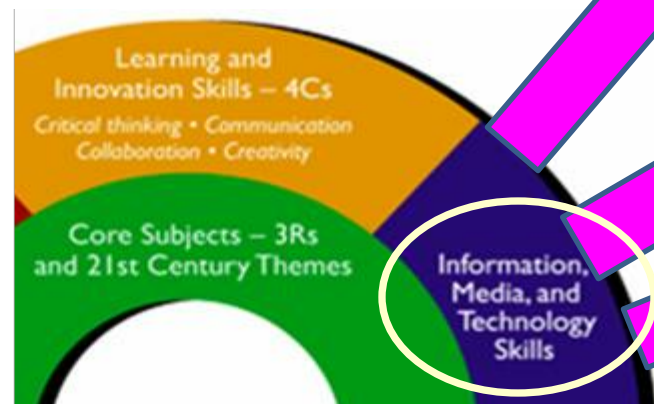 Learning and
Innovation Skills – 4Cs
Critical thinking • Communication
Collaboration • Creativity
Core Subjects – 3Rs
and 21st Century Themes
Information,
Media, and
Technology
Skills